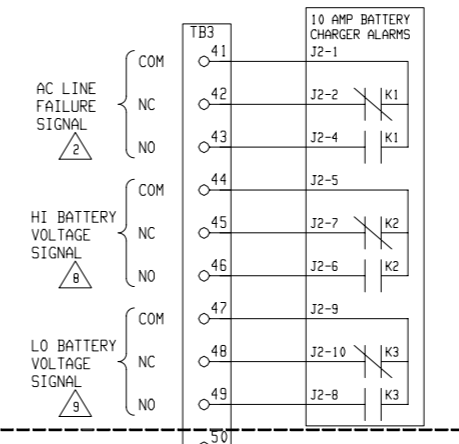 10 AMP BATTERY
CHARGER ALARMS
TB3
AC LINE
FAILURE
SIGNAL
2
COM
41
J2-1
NC
42
J2-2
K1
NO
43
J2-4
K1
HI BATTERY
VOLTAGE
SIGNAL
8
COM
44
J2-5
NC
45
J2-7
K2
NO
46
J2-6
K2
LO BATTERY
VOLTAGE
SIGNAL
9
COM
47
J2-9
NC
48
J2-10
K3
NO
49
J2-8
K3
50